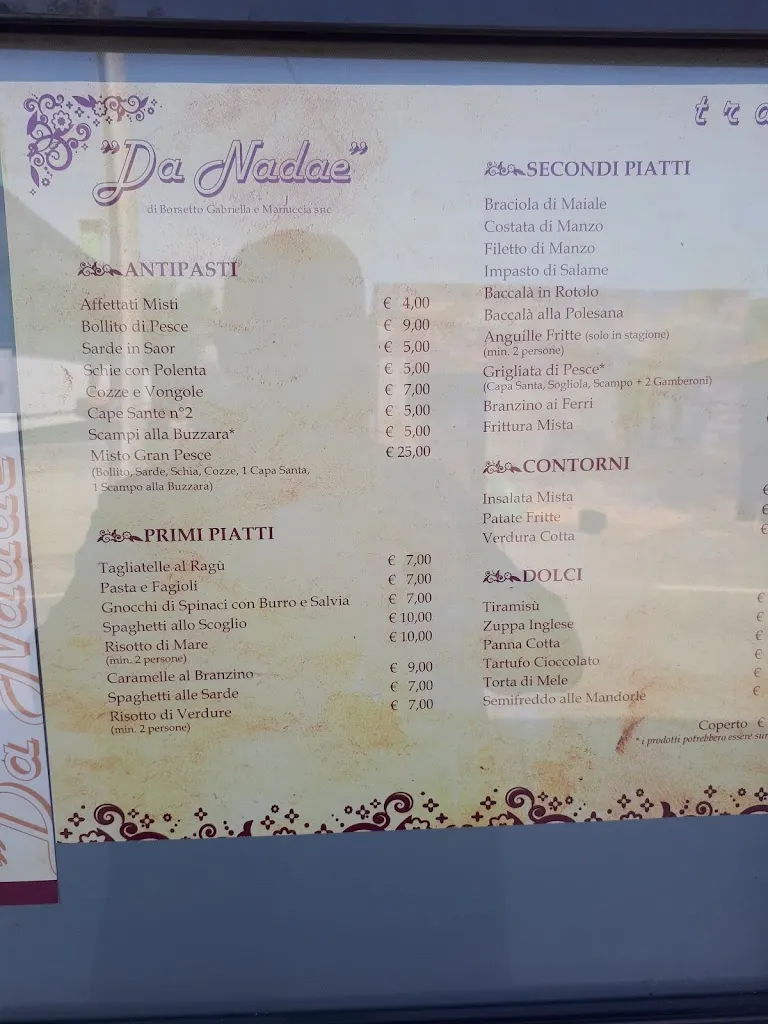 "Da Nadae"
di Borsetto Gabriella e Mariuccia snc
ANTIPASTI
Affettati Misti € 4,00
Bollito di Pesce € 9,00
Sarde in Saor € 5,00
Schie con Polenta € 5,00
Cozze e Vongole € 7,00
Cape Sante n°2 € 5,00
Scampi alla Buzzara* € 5,00
Misto Gran Pesce € 25,00
(Bollito, Sarde, Schia, Cozze, 1 Capa Santa,
1 Scampo alla Buzzara)
PRIMI PIATTI
Tagliatelle al Ragù € 7,00
Pasta e Fagioli € 7,00
Gnocchi di Spinaci con Burro e Salvia € 7,00
Spaghetti allo Scoglio € 10,00
Risotto di Mare € 10,00
(min. 2 persone)
Caramelle al Branzino € 9,00
Spaghetti alle Sarde € 7,00
Risotto di Verdure € 7,00
(min. 2 persone)
tra
SECONDI PIATTI
Braciola di Maiale
Costata di Manzo
Filetto di Manzo
Impasto di Salame
Baccalà in Rotolo
Baccalà alla Polesana
Anguille Fritte (solo in stagione)
(min. 2 persone)
Grigliata di Pesce*
(Capa Santa, Sogliola, Scampo + 2 Gamberoni)
Branzino ai Ferri
Frittura Mista
CONTORNI
Insalata Mista €
Patate Fritte €
Verdura Cotta €
DOLCI
Tiramisù €
Zuppa Inglese €
Panna Cotta €
Tartufo Cioccolato €
Torta di Mele €
Semifreddo alle Mandorle €
Coperto €
* i prodotti potrebbero essere sur
"Da Nadae